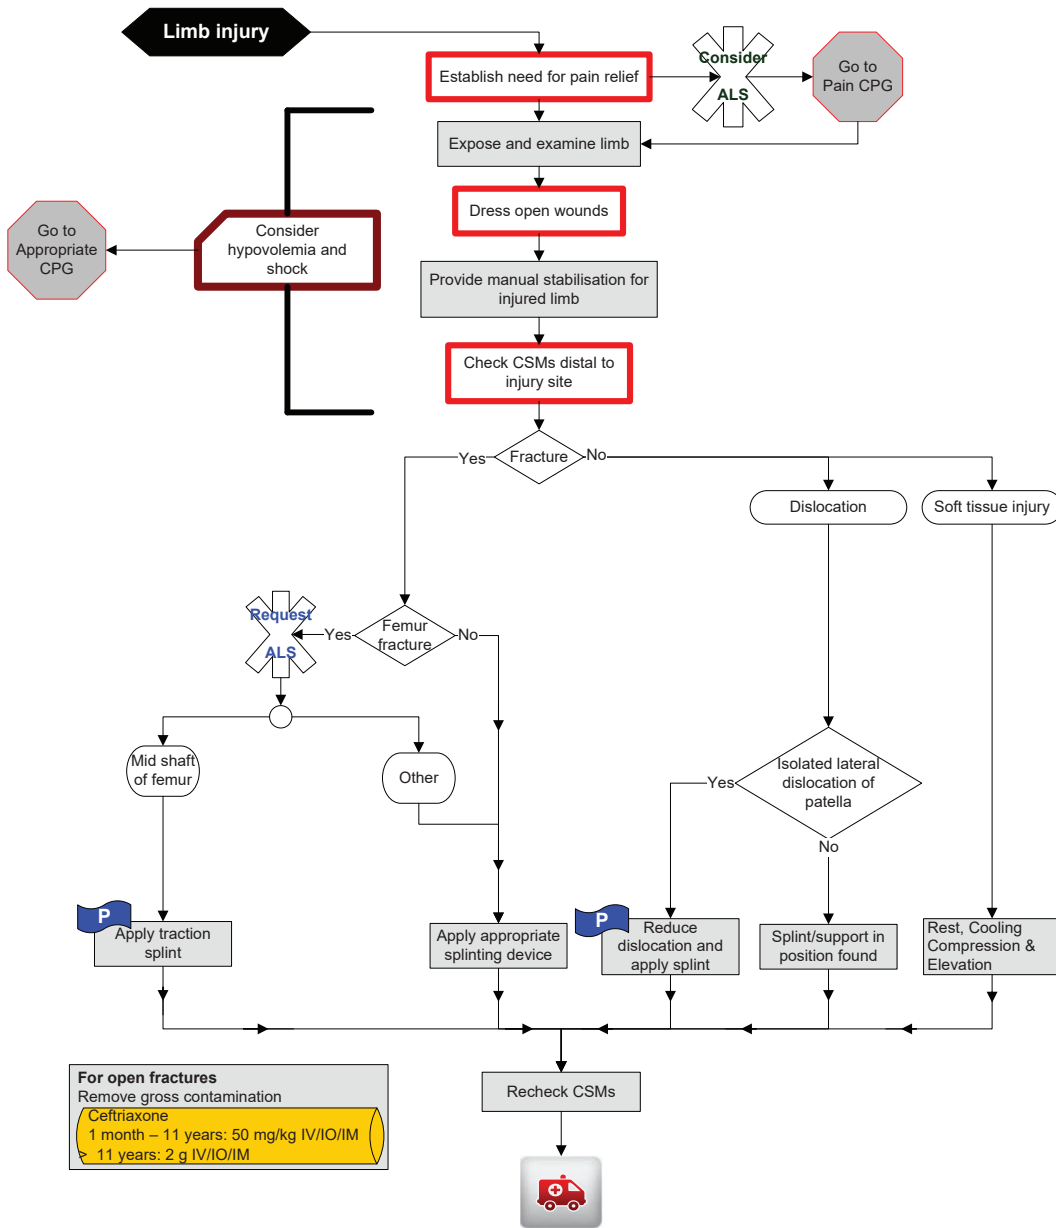 Limb injury
Establish need for pain relief
Consider
ALS
Go to
Pain CPG
Expose and examine limb
Dress open wounds
Go to
Appropriate
CPG
Consider
hypovolemia and
shock
Provide manual stabilisation for
injured limb
Check CSMs distal to
injury site
Yes
Fracture
No
Dislocation
Soft tissue injury
Request
ALS
Yes
Femur
fracture
No
Mid shaft
of femur
Other
Yes
Isolated lateral
dislocation of
patella
No
P
Apply traction
splint
Apply appropriate
splinting device
P
Reduce
dislocation and
apply splint
Splint/support in
position found
Rest, Cooling
Compression &
Elevation
For open fractures
Remove gross contamination
Ceftriaxone
1 month – 11 years: 50 mg/kg IV/IO/IM
> 11 years: 2 g IV/IO/IM
Recheck CSMs